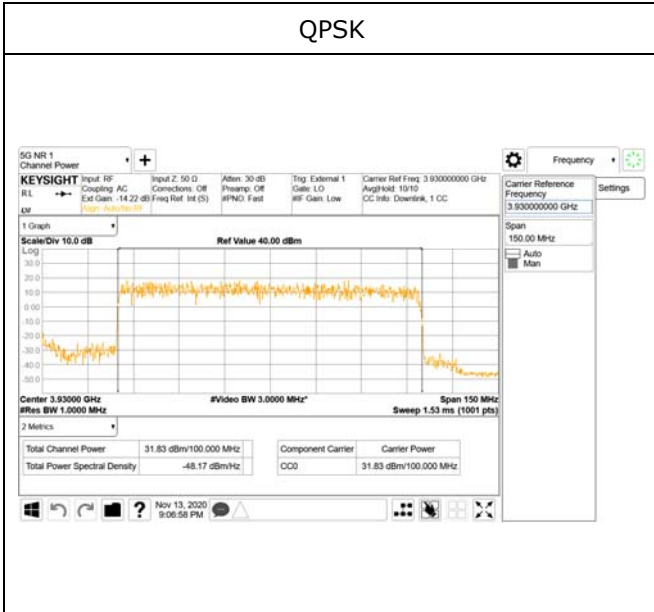 QPSK
5G NR 1
Channel Power
+
Frequency
KEYSIGHT
RL
Input: RF
Coupling: AC
Ext Gain: -14.22 dB
Align: Auto/No RF
Input Z: 50 Ω
Corrections: Off
Freq Ref: Int (S)
Atten: 30 dB
Preamp: Off
#PNO: Fast
Trig: External 1
Gate: LO
#IF Gain: Low
Carrier Ref Freq: 3.930000000 GHz
Avg|Hold: 10/10
CC Info: Downlink, 1 CC
Carrier Reference
Frequency
3.930000000 GHz
Settings
Span
150.00 MHz
Auto
Man
1 Graph
Scale/Div 10.0 dB
Ref Value 40.00 dBm
Log
30.0
20.0
10.0
0.00
-10.0
-20.0
-30.0
-40.0
-50.0
Center 3.93000 GHz
#Video BW 3.0000 MHz*
Span 150 MHz
#Res BW 1.0000 MHz
Sweep 1.53 ms (1001 pts)
2 Metrics
Total Channel Power 31.83 dBm/100.000 MHz
Total Power Spectral Density -48.17 dBm/Hz
Component Carrier Carrier Power
CC0 31.83 dBm/100.000 MHz
?
Nov 13, 2020
9:06:58 PM